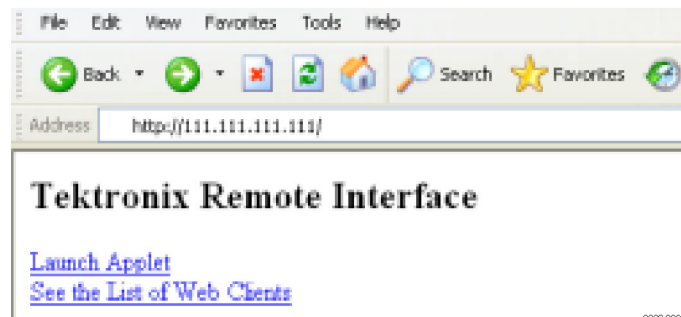 File Edit View Favorites Tools Help
Back Search Favorites
Address http://111.111.111.111/
Tektronix Remote Interface
Launch Applet
See the List of Web Clients